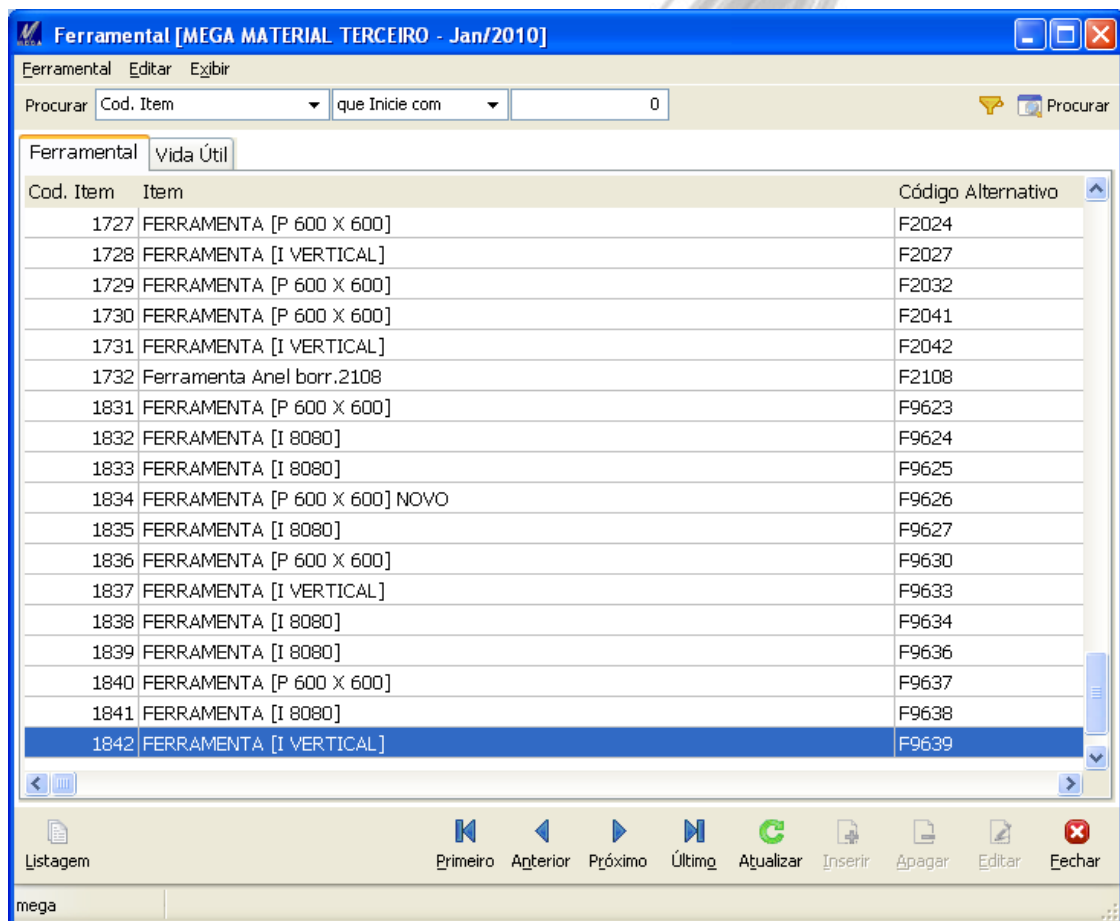 Ferramental [MEGA MATERIAL TERCEIRO - Jan/2010]
Ferramental Editar Exibir
Procurar Cod. Item que Inicie com 0 Procurar
Ferramental Vida Útil
Cod. Item Item Código Alternativo
1727 FERRAMENTA [P 600 X 600] F2024
1728 FERRAMENTA [I VERTICAL] F2027
1729 FERRAMENTA [P 600 X 600] F2032
1730 FERRAMENTA [P 600 X 600] F2041
1731 FERRAMENTA [I VERTICAL] F2042
1732 Ferramenta Anel borr.2108 F2108
1831 FERRAMENTA [P 600 X 600] F9623
1832 FERRAMENTA [I 8080] F9624
1833 FERRAMENTA [I 8080] F9625
1834 FERRAMENTA [P 600 X 600] NOVO F9626
1835 FERRAMENTA [I 8080] F9627
1836 FERRAMENTA [P 600 X 600] F9630
1837 FERRAMENTA [I VERTICAL] F9633
1838 FERRAMENTA [I 8080] F9634
1839 FERRAMENTA [I 8080] F9636
1840 FERRAMENTA [P 600 X 600] F9637
1841 FERRAMENTA [I 8080] F9638
1842 FERRAMENTA [I VERTICAL] F9639
Listagem Primeiro Anterior Próximo Último Atualizar Inserir Apagar Editar Fechar
mega